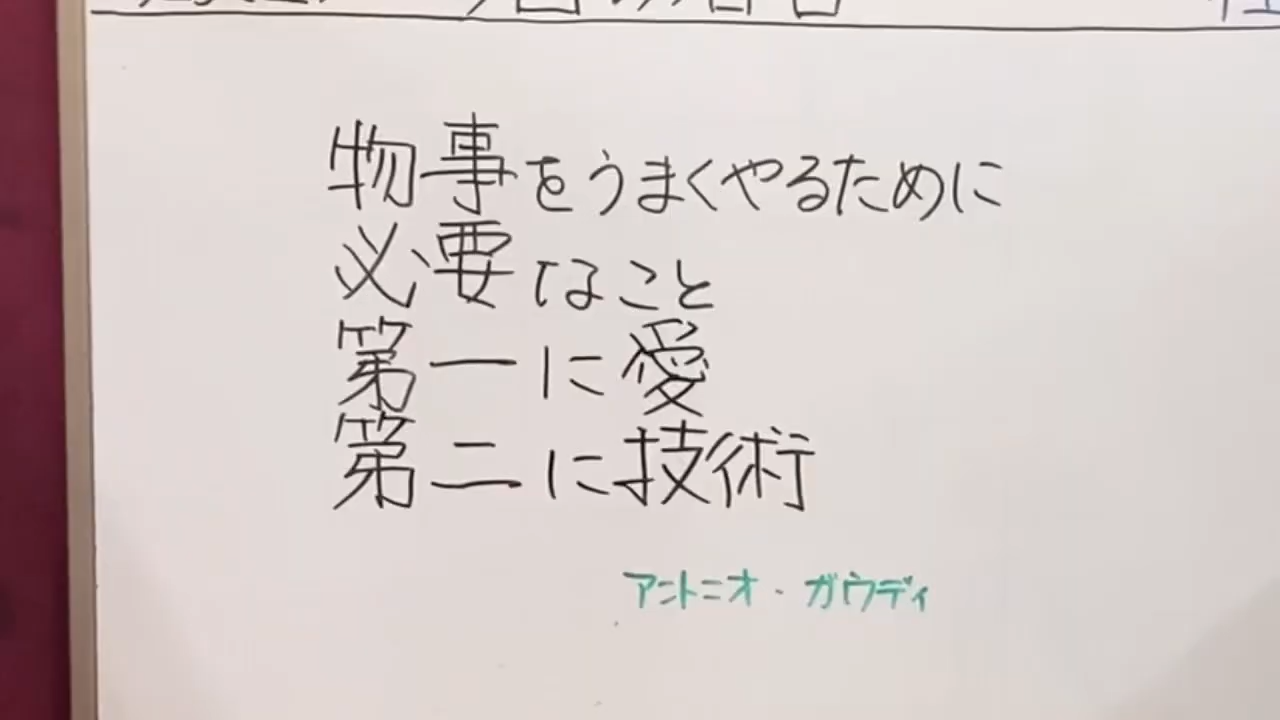 物事をうまくやるために
必要なこと
第一に愛
第二に技術
アントニオ・ガウディ